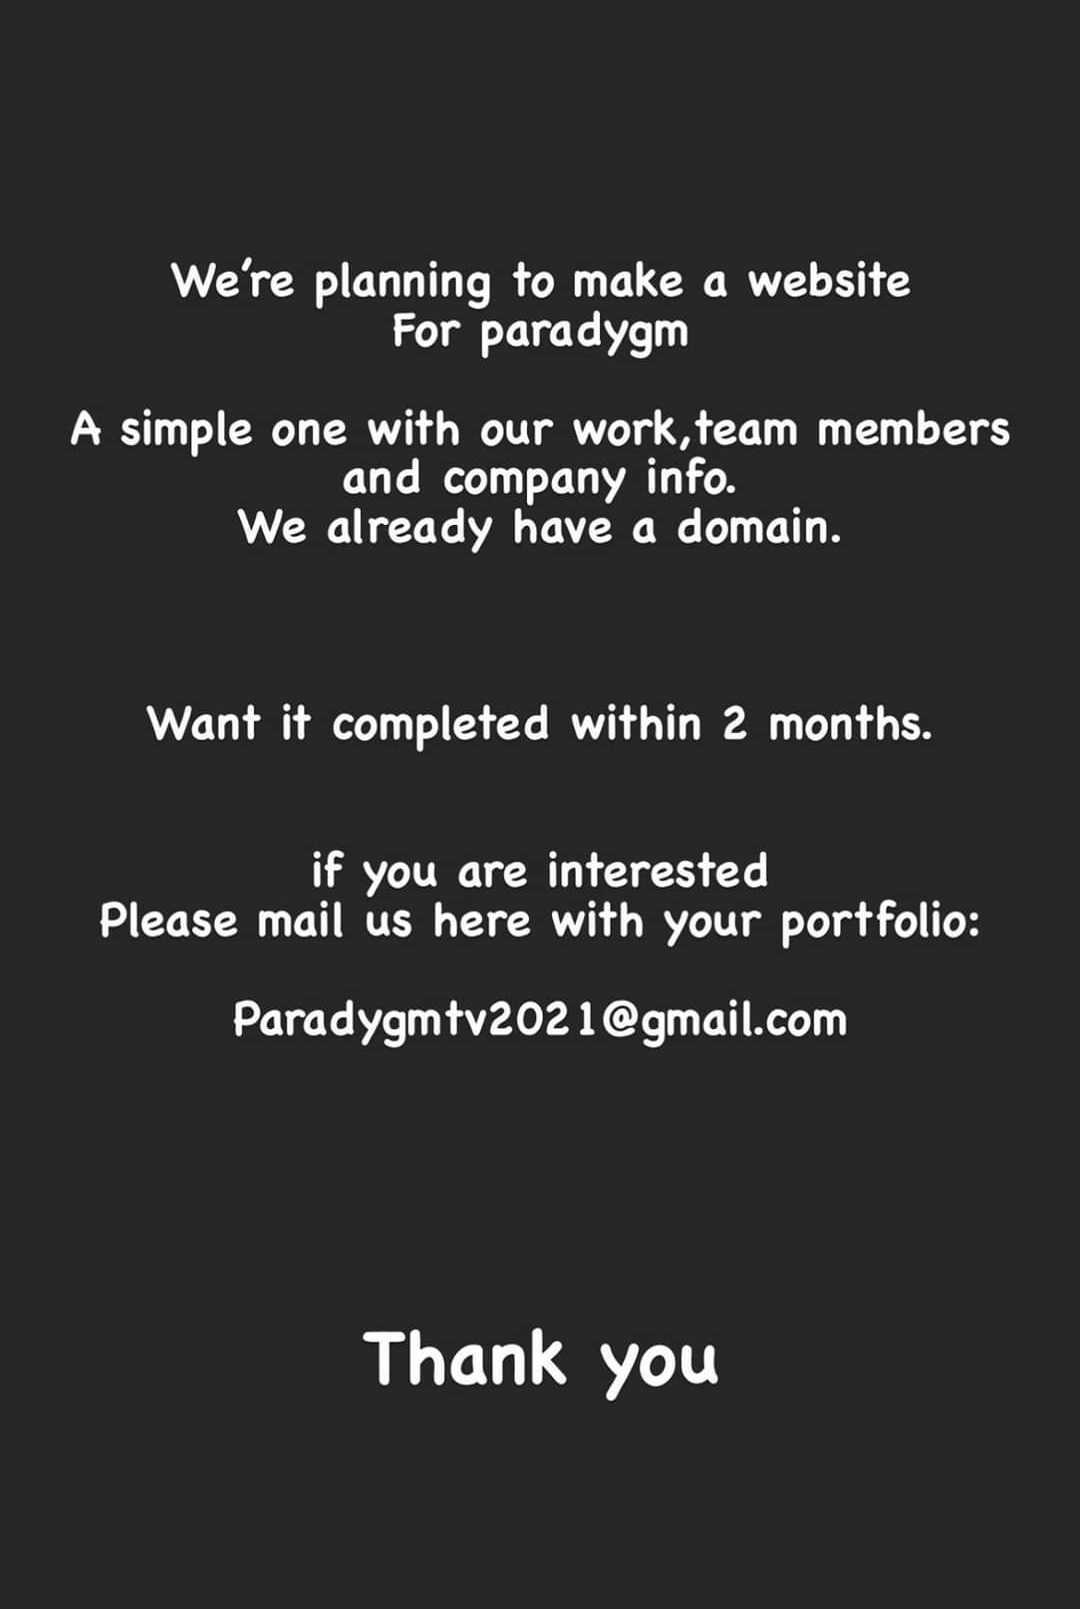 We're planning to make a website
For paradygm
A simple one with our work,team members
and company info.
We already have a domain.
Want it completed within 2 months.
if you are interested
Please mail us here with your portfolio:
Paradygmtv2021@gmail.com
Thank you